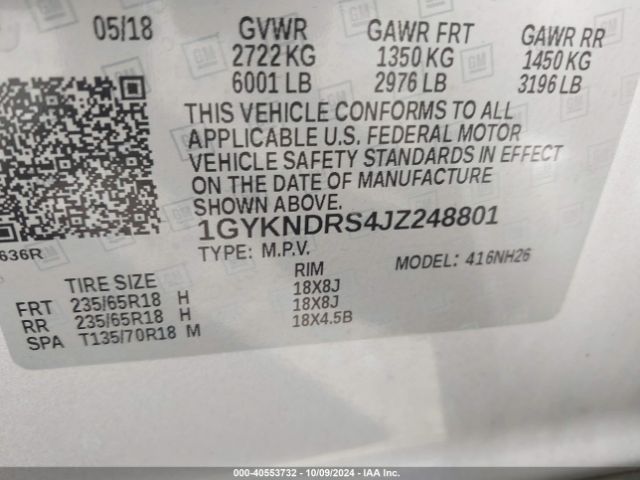 05/18 GVWR GAWR FRT GAWR RR
2722 KG 1350 KG 1450 KG
6001 LB 2976 LB 3196 LB
THIS VEHICLE CONFORMS TO ALL
APPLICABLE U.S. FEDERAL MOTOR
VEHICLE SAFETY STANDARDS IN EFFECT
ON THE DATE OF MANUFACTURE
SHOWN ABOVE.
1GYKNDRS4JZ248801
636R
TYPE: M.P.V. MODEL: 416NH26
TIRE SIZE RIM
FRT 235/65R18 H 18X8J
RR 235/65R18 H 18X8J
SPA T135/70R18 M 18X4.5B
000-40553732 - 10/09/2024 - IAA Inc.